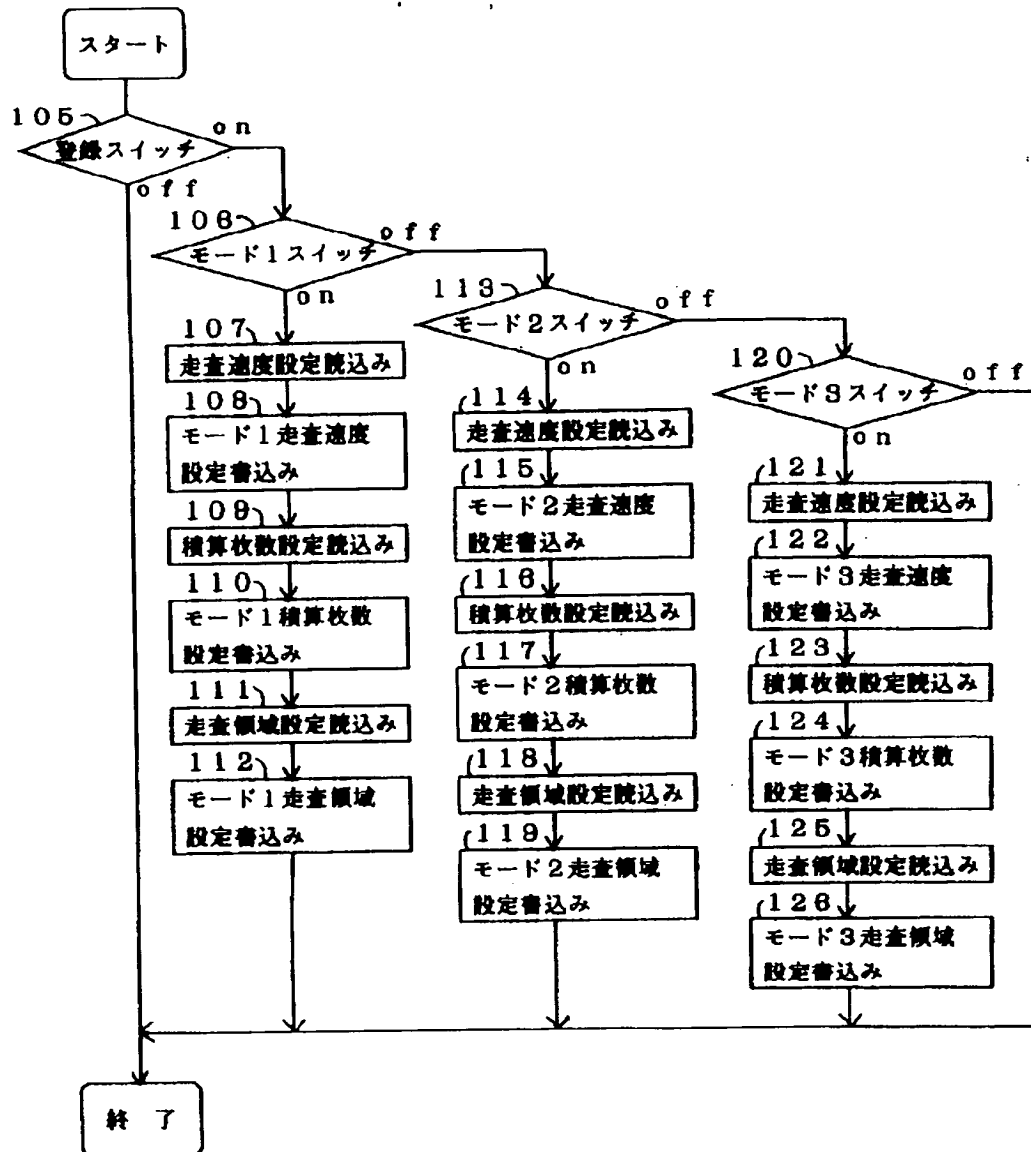 スタート
105
登録スイッチ
on
off
106
モード1スイッチ
off
on
107
走査速度設定読込み
108
モード1走査速度
設定書込み
109
積算枚数設定読込み
110
モード1積算枚数
設定書込み
111
走査領域設定読込み
112
モード1走査領域
設定書込み
113
モード2スイッチ
off
on
114
走査速度設定読込み
115
モード2走査速度
設定書込み
116
積算枚数設定読込み
117
モード2積算枚数
設定書込み
118
走査領域設定読込み
119
モード2走査領域
設定書込み
120
モード3スイッチ
off
on
121
走査速度設定読込み
122
モード3走査速度
設定書込み
123
積算枚数設定読込み
124
モード3積算枚数
設定書込み
125
走査領域設定読込み
126
モード3走査領域
設定書込み
終 了